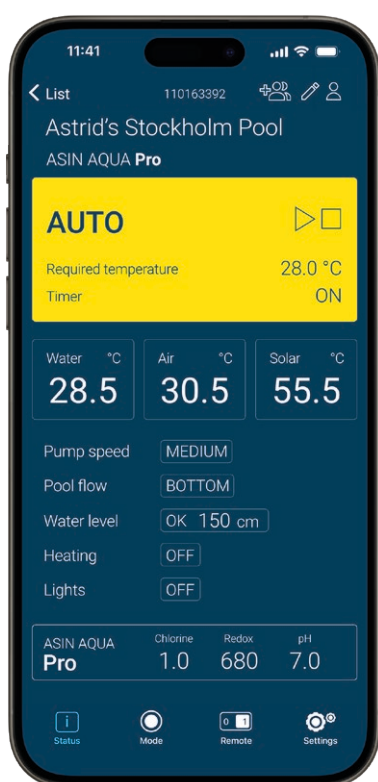 11:41
List 110163392
Astrid's Stockholm Pool
ASIN AQUA Pro
AUTO
Required temperature 28.0 °C
Timer ON
Water °C Air °C Solar °C
28.5 30.5 55.5
Pump speed MEDIUM
Pool flow BOTTOM
Water level OK 150 cm
Heating OFF
Lights OFF
ASIN AQUA Chlorine Redox pH
Pro 1.0 680 7.0
i 0 1
Status Mode Remote Settings